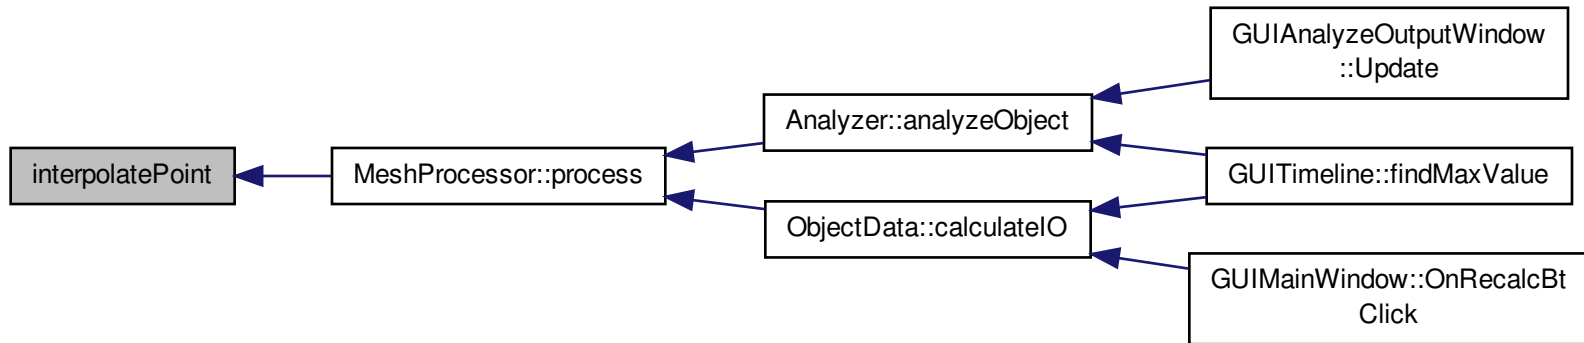 interpolatePoint
MeshProcessor::process
Analyzer::analyzeObject
ObjectData::calculateIO
GUIAnalyzeOutputWindow
::Update
GUITimeline::findMaxValue
GUIMainWindow::OnRecalcBt
Click